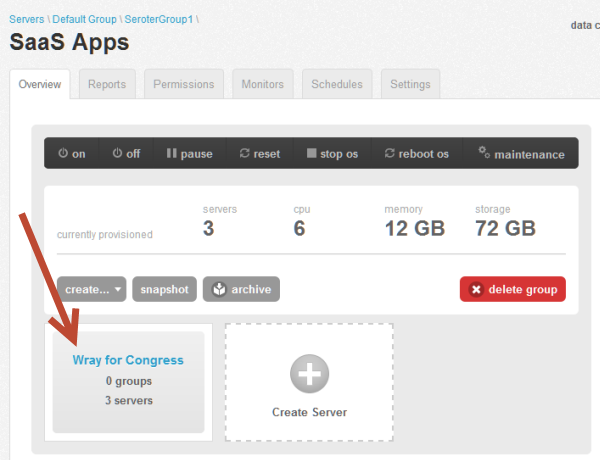 Servers \ Default Group \ SeroterGroup1 \
SaaS Apps
data c
Overview Reports Permissions Monitors Schedules Settings
on off pause reset stop os reboot os maintenance
servers cpu memory storage
currently provisioned 3 6 12 GB 72 GB
create... snapshot archive delete group
Wray for Congress
0 groups
3 servers
Create Server